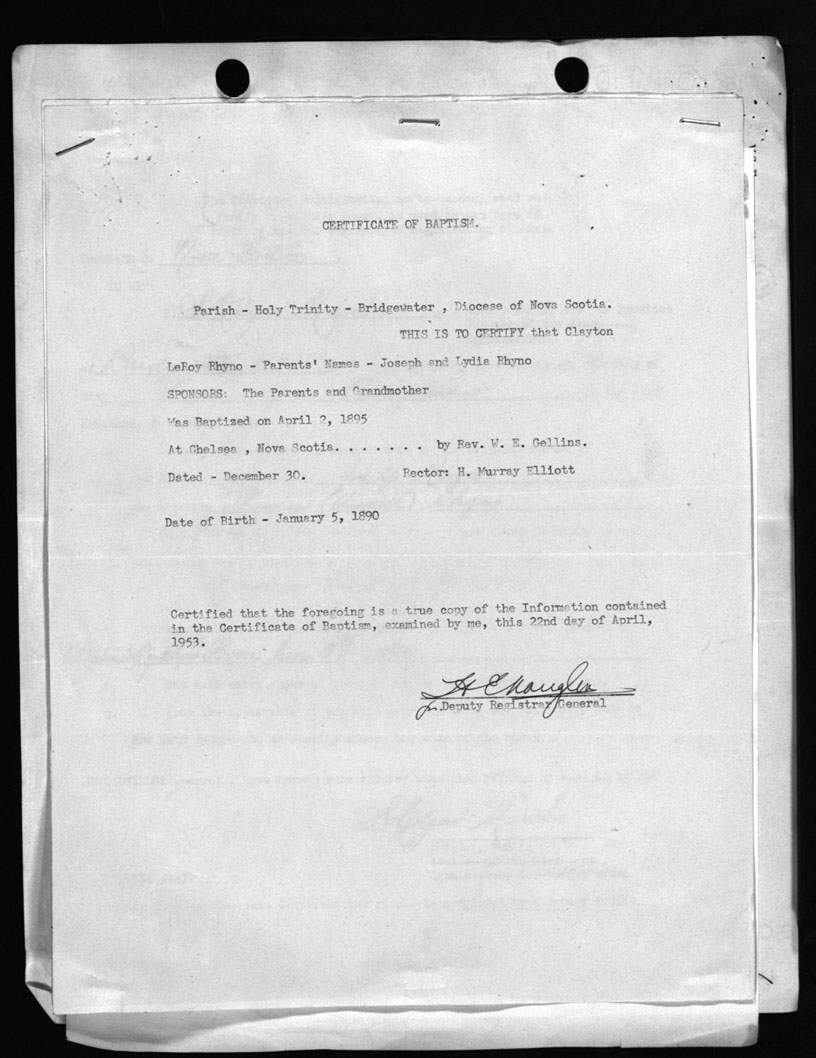 CERTIFICATE OF BAPTISM.
Parish - Holy Trinity - Bridgewater , Diocese of Nova Scotia.
THIS IS TO CERTIFY that Clayton
LeRoy Rhyno - Parents' Names - Joseph and Lydia Rhyno
SPONSORS: The Parents and Grandmother
Was Baptized on April 2, 1895
At Chelsea , Nova Scotia. . . . . . . by Rev. W. E. Gellins.
Dated - December 30. Rector: H. Murray Elliott
Date of Birth - January 5, 1890
Certified that the foregoing is a true copy of the Information contained
in the Certificate of Baptism, examined by me, this 22nd day of April,
1953.
Deputy Registrar General